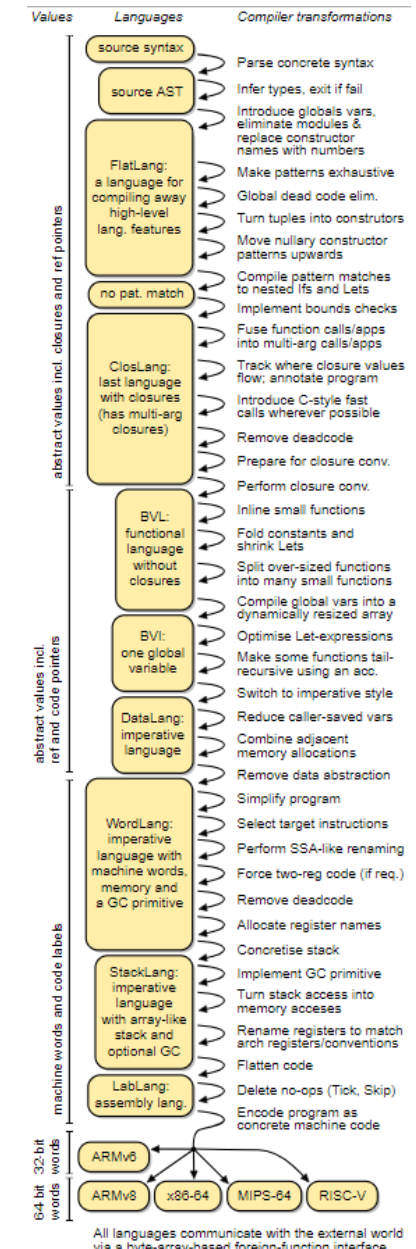 Values Languages Compiler transformations
source syntax
Parse concrete syntax
source AST
Infer types, exit if fail
Introduce globals vars,
eliminate modules &
replace constructor
names with numbers
FlatLang:
a language for
compiling away
high-level
lang. features
Make patterns exhaustive
Global dead code elim.
Turn tuples into construtors
Move nullary constructor
patterns upwards
Compile pattern matches
to nested Ifs and Lets
no pat. match
Implement bounds checks
Fuse function calls/apps
into multi-arg calls/apps
ClosLang:
last language
with closures
(has multi-arg
closures)
Track where closure values
flow; annotate program
Introduce C-style fast
calls wherever possible
Remove deadcode
Prepare for closure conv.
Perform closure conv.
abstract values incl. closures and ref pointers
BVL:
functional
language
without
closures
Inline small functions
Fold constants and
shrink Lets
Split over-sized functions
into many small functions
Compile global vars into a
dynamically resized array
BVI:
one global
variable
Optimise Let-expressions
Make some functions tail-
recursive using an acc.
Switch to imperative style
DataLang:
imperative
language
Reduce caller-saved vars
Combine adjacent
memory allocations
Remove data abstraction
abstract values incl.
ref and code pointers
WordLang:
imperative
language with
machine words,
memory and
a GC primitive
Simplify program
Select target instructions
Perform SSA-like renaming
Force two-reg code (if req.)
Remove deadcode
Allocate register names
Concretise stack
StackLang:
imperative
language
with array-like
stack and
optional GC
Implement GC primitive
Turn stack access into
memory acceses
Rename registers to match
arch registers/conventions
Flatten code
LabLang:
assembly lang.
Delete no-ops (Tick, Skip)
Encode program as
concrete machine code
machine words and code labels
32-bit
words
ARMv6
64-bit
words
ARMv8 x86-64 MIPS-64 RISC-V
All languages communicate with the external world
via a byte-array-based foreign-function interface